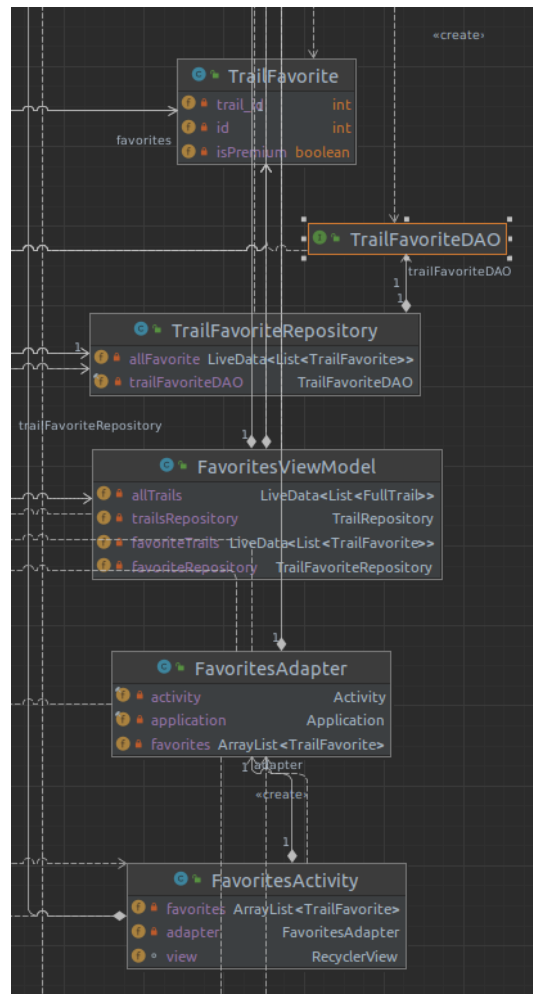 «create»
TrailFavorite
trail_id int
id int
isPremium boolean
favorites
TrailFavoriteDAO
trailFavoriteDAO
1
1
TrailFavoriteRepository
1
allFavorite LiveData<List<TrailFavorite>>
trailFavoriteDAO TrailFavoriteDAO
trailFavoriteRepository
1
FavoritesViewModel
allTrails LiveData<List<FullTrail>>
trailsRepository TrailRepository
favoriteTrails LiveData<List<TrailFavorite>>
favoriteRepository TrailFavoriteRepository
1
FavoritesAdapter
activity Activity
application Application
favorites ArrayList<TrailFavorite>
1 adapter
«create»
1
FavoritesActivity
favorites ArrayList<TrailFavorite>
adapter FavoritesAdapter
view RecyclerView